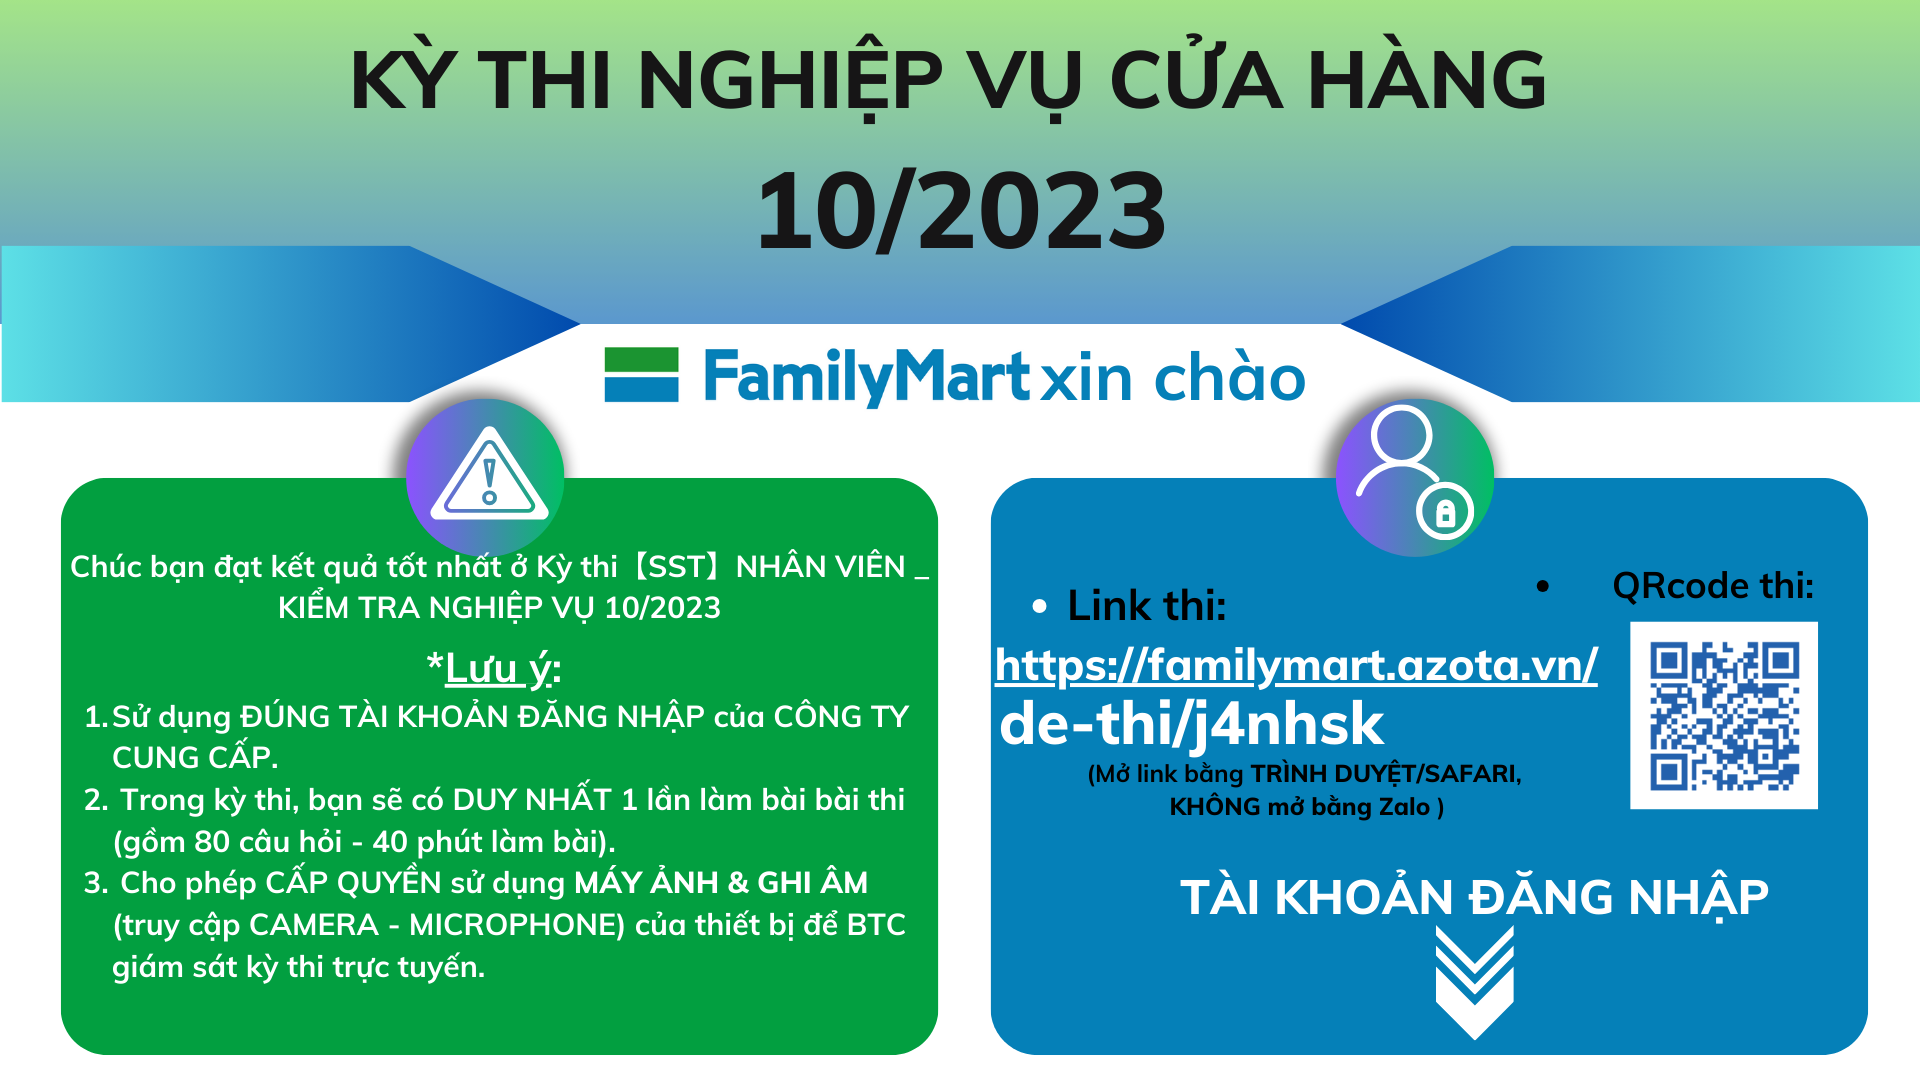 KỲ THI NGHIỆP VỤ CỬA HÀNG
10/2023
FamilyMart xin chào
Chúc bạn đạt kết quả tốt nhất ở Kỳ thi【SST】NHÂN VIÊN _
KIỂM TRA NGHIỆP VỤ 10/2023
*Lưu ý:
1. Sử dụng ĐÚNG TÀI KHOẢN ĐĂNG NHẬP của CÔNG TY
CUNG CẤP.
2. Trong kỳ thi, bạn sẽ có DUY NHẤT 1 lần làm bài bài thi
(gồm 80 câu hỏi - 40 phút làm bài).
3. Cho phép CẤP QUYỀN sử dụng MÁY ẢNH & GHI ÂM
(truy cập CAMERA - MICROPHONE) của thiết bị để BTC
giám sát kỳ thi trực tuyến.
• Link thi:
https://familymart.azota.vn/
de-thi/j4nhsk
(Mở link bằng TRÌNH DUYỆT/SAFARI,
KHÔNG mở bằng Zalo )
• QRcode thi:
TÀI KHOẢN ĐĂNG NHẬP